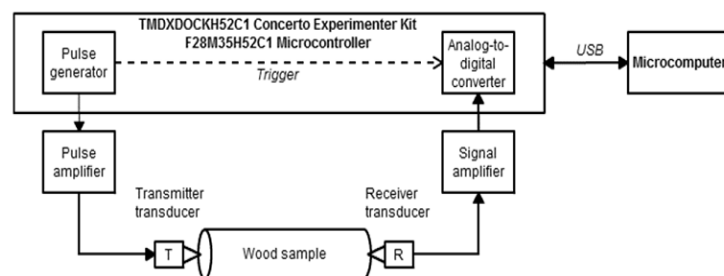 TMDXDOCKH52C1 Concerto Experimenter Kit
F28M35H52C1 Microcontroller
Pulse
generator
Trigger
Analog-to-
digital
converter
USB
Microcomputer
Pulse
amplifier
Signal
amplifier
Transmitter
transducer
Receiver
transducer
T
Wood sample
R